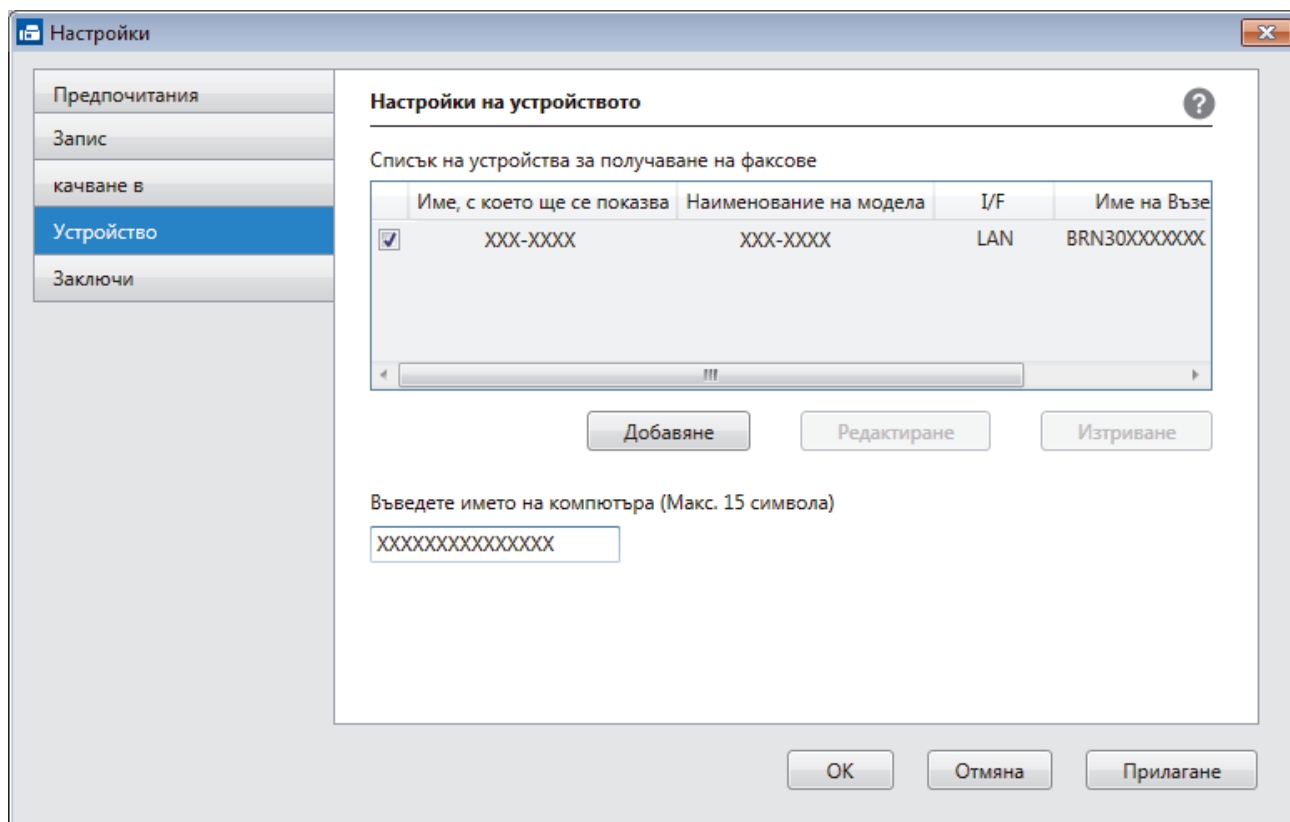 Настройки
Предпочитания
Запис
качване в
Устройство
Заключи
Настройки на устройството
?
Списък на устройства за получаване на факсове
Име, с което ще се показва Наименование на модела I/F Име на Възе
XXX-XXXX XXX-XXXX LAN BRN30XXXXXXX
Добавяне Редактиране Изтриване
Въведете името на компютъра (Макс. 15 символа)
XXXXXXXXXXXXXXX
OK Отмяна Прилагане